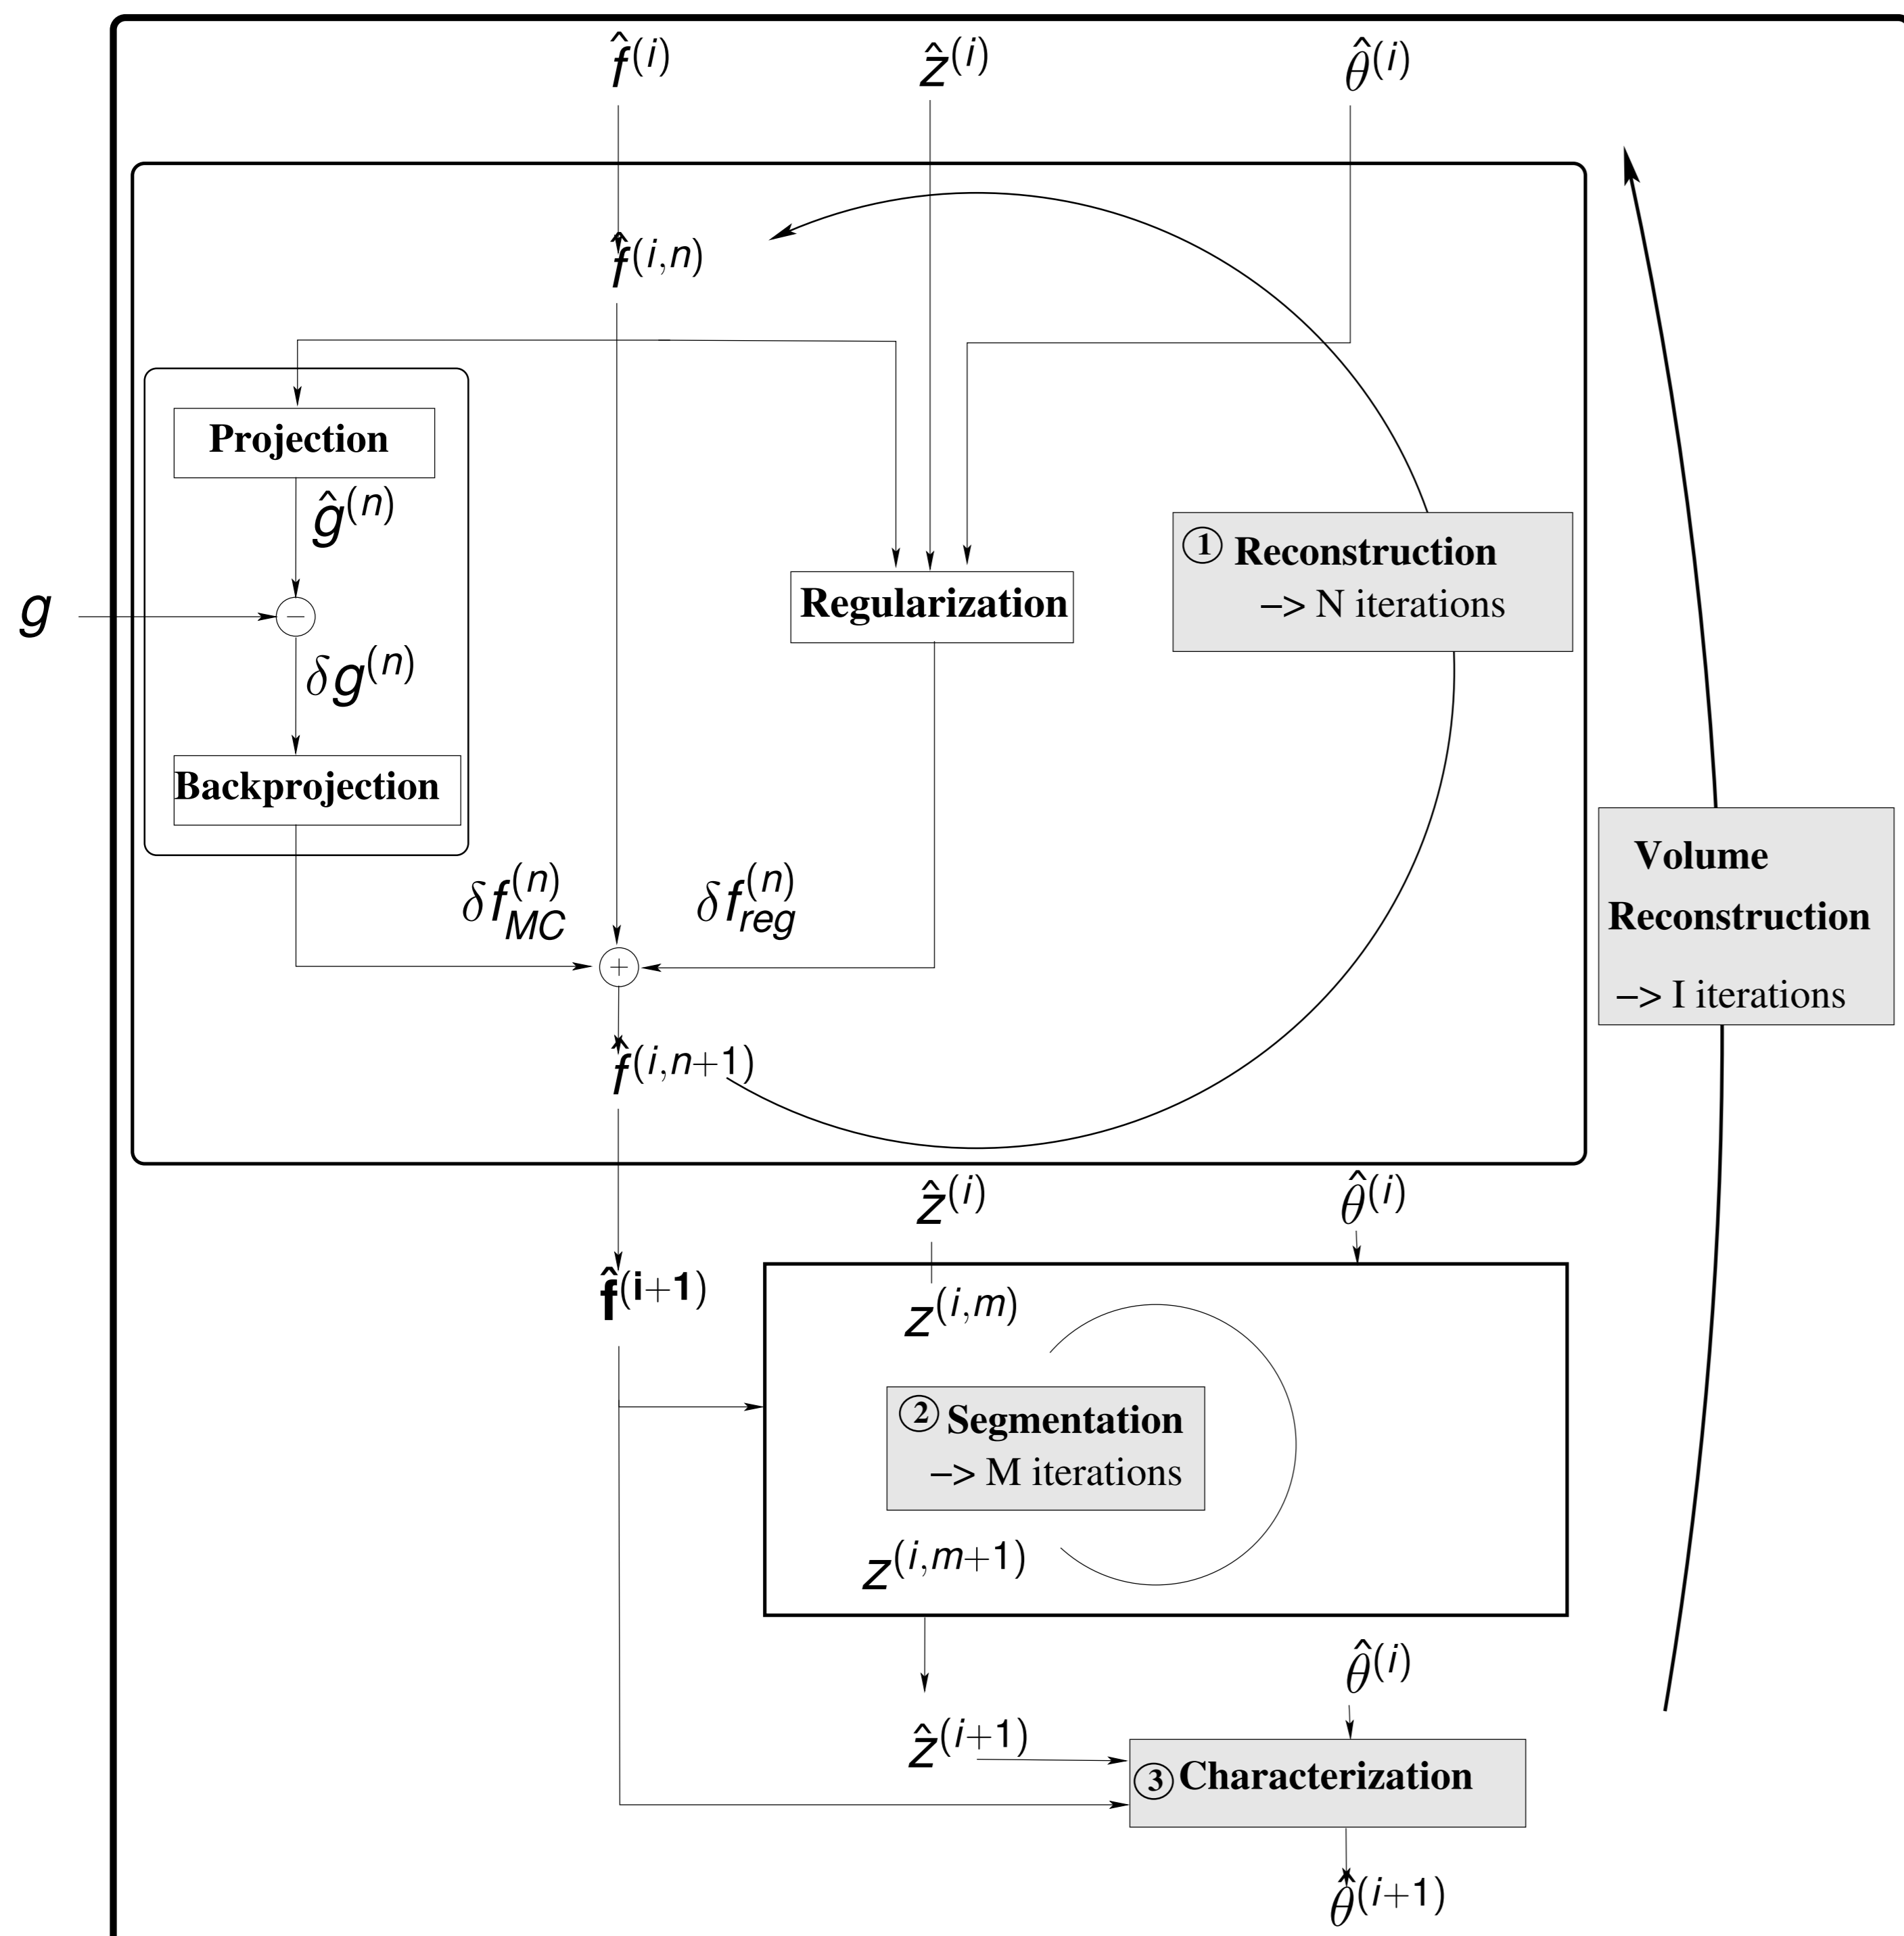 f̂^(i) ẑ^(i) θ̂^(i)
f̂^(i,n)
Projection
ĝ^(n)
g
−
δg^(n)
Backprojection
Regularization
① Reconstruction
–> N iterations
δf_MC^(n) δf_reg^(n)
+
f̂^(i,n+1)
Volume
Reconstruction
–> I iterations
ẑ^(i) θ̂^(i)
f̂^(i+1)
z^(i,m)
② Segmentation
–> M iterations
z^(i,m+1)
θ̂^(i)
ẑ^(i+1)
③ Characterization
θ̂^(i+1)